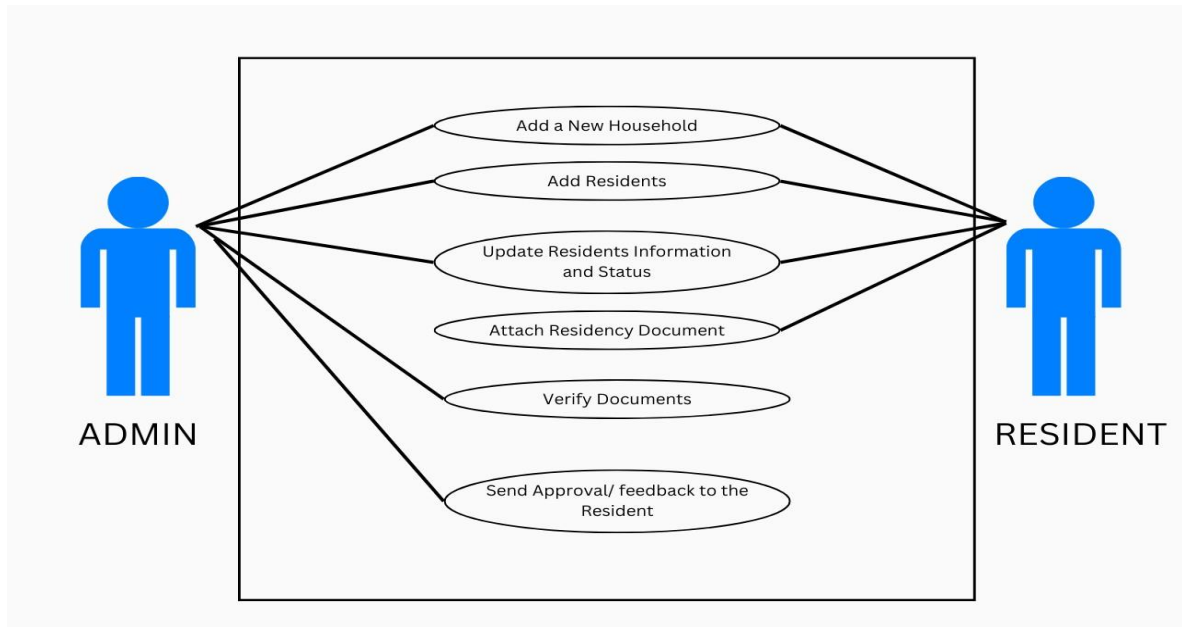 Add a New Household
Add Residents
Update Residents Information
and Status
Attach Residency Document
Verify Documents
Send Approval/ feedback to the
Resident
ADMIN
RESIDENT